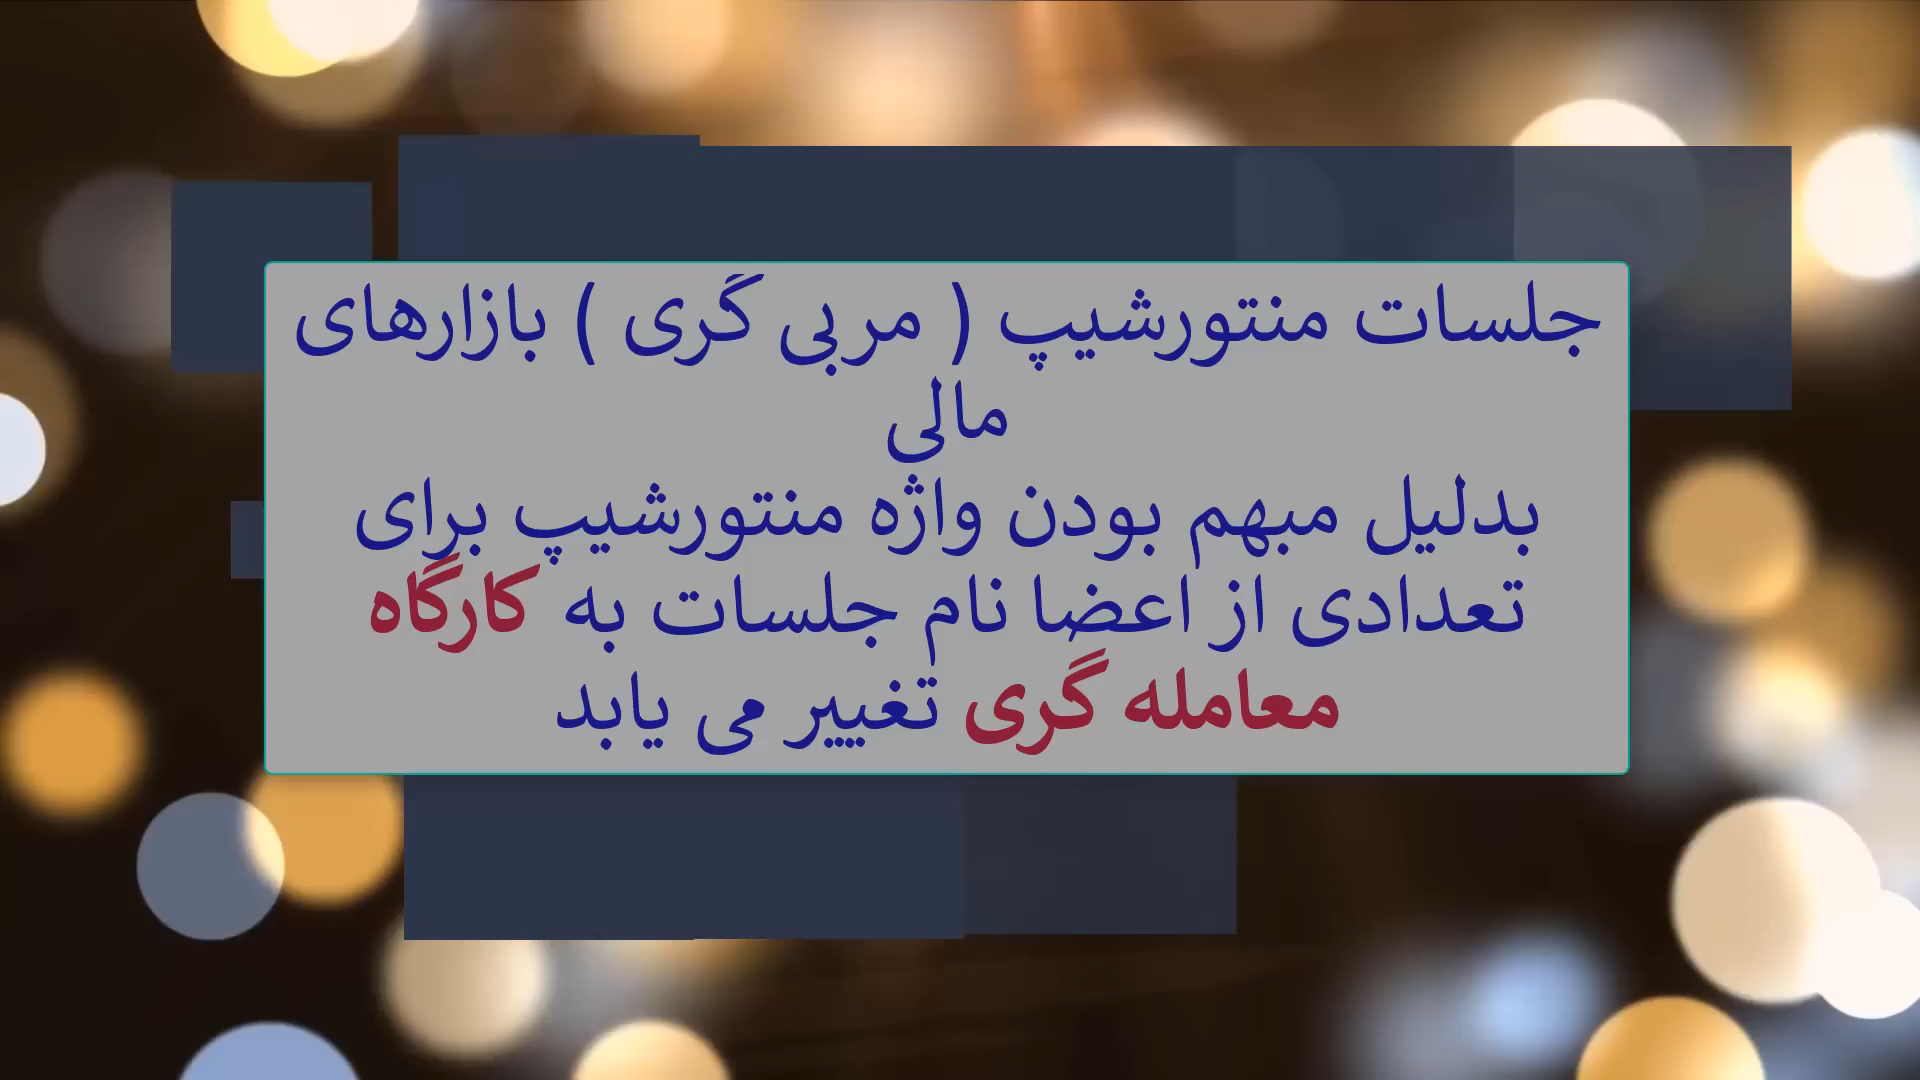 جلسات منتورشیپ ( مربی گری ) بازارهای
مالی
بدلیل مبهم بودن واژه منتورشیپ برای
تعدادی از اعضا نام جلسات به کارگاه
معامله گری تغییر می یابد